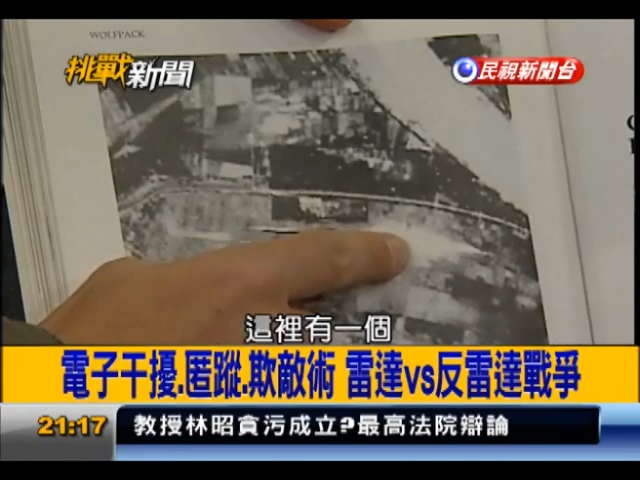 WOLFPACK
挑戰新聞
民視新聞台
這裡有一個
電子干擾.匿蹤.欺敵術 雷達vs反雷達戰爭
21:17 教授林昭貪污成立?最高法院辯論